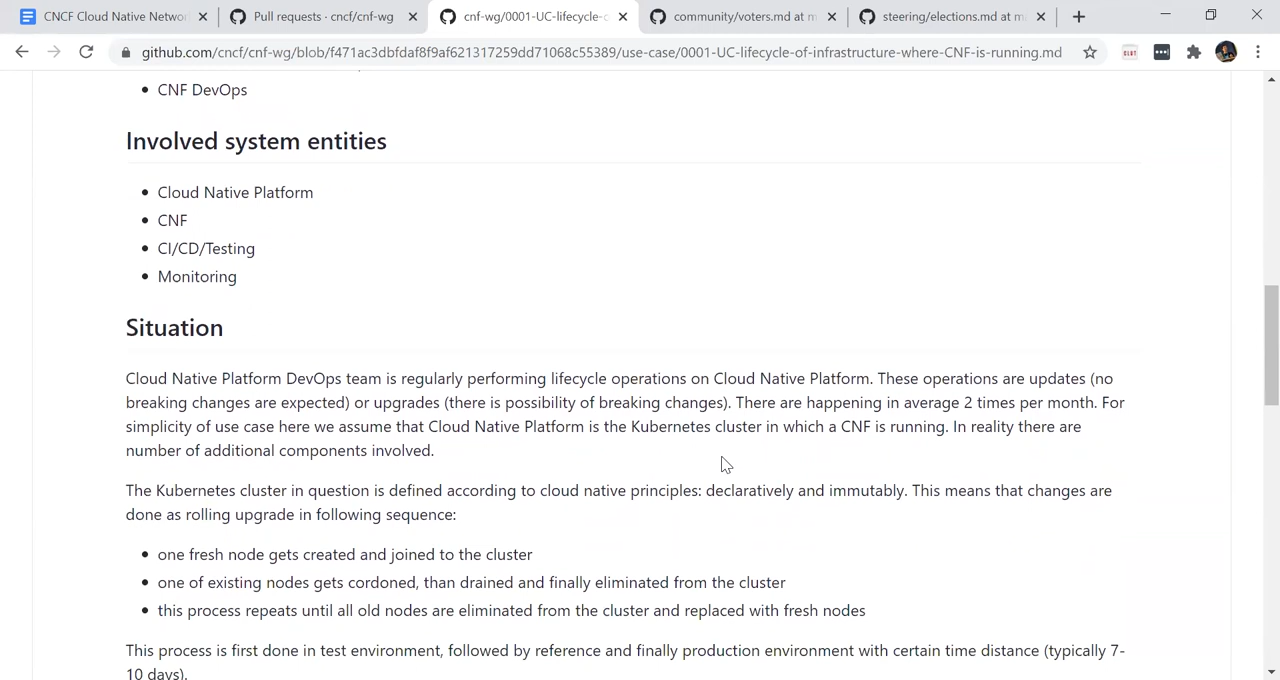 CNCF Cloud Native Networ
Pull requests · cncf/cnf-wg
cnf-wg/0001-UC-lifecycle-o
community/voters.md at m
steering/elections.md at m
github.com/cncf/cnf-wg/blob/f471ac3dbfdaf8f9af621317259dd71068c55389/use-case/0001-UC-lifecycle-of-infrastructure-where-CNF-is-running.md
CNF DevOps
Involved system entities
Cloud Native Platform
CNF
CI/CD/Testing
Monitoring
Situation
Cloud Native Platform DevOps team is regularly performing lifecycle operations on Cloud Native Platform. These operations are updates (no
breaking changes are expected) or upgrades (there is possibility of breaking changes). There are happening in average 2 times per month. For
simplicity of use case here we assume that Cloud Native Platform is the Kubernetes cluster in which a CNF is running. In reality there are
number of additional components involved.
The Kubernetes cluster in question is defined according to cloud native principles: declaratively and immutably. This means that changes are
done as rolling upgrade in following sequence:
one fresh node gets created and joined to the cluster
one of existing nodes gets cordoned, than drained and finally eliminated from the cluster
this process repeats until all old nodes are eliminated from the cluster and replaced with fresh nodes
This process is first done in test environment, followed by reference and finally production environment with certain time distance (typically 7-
10 days).